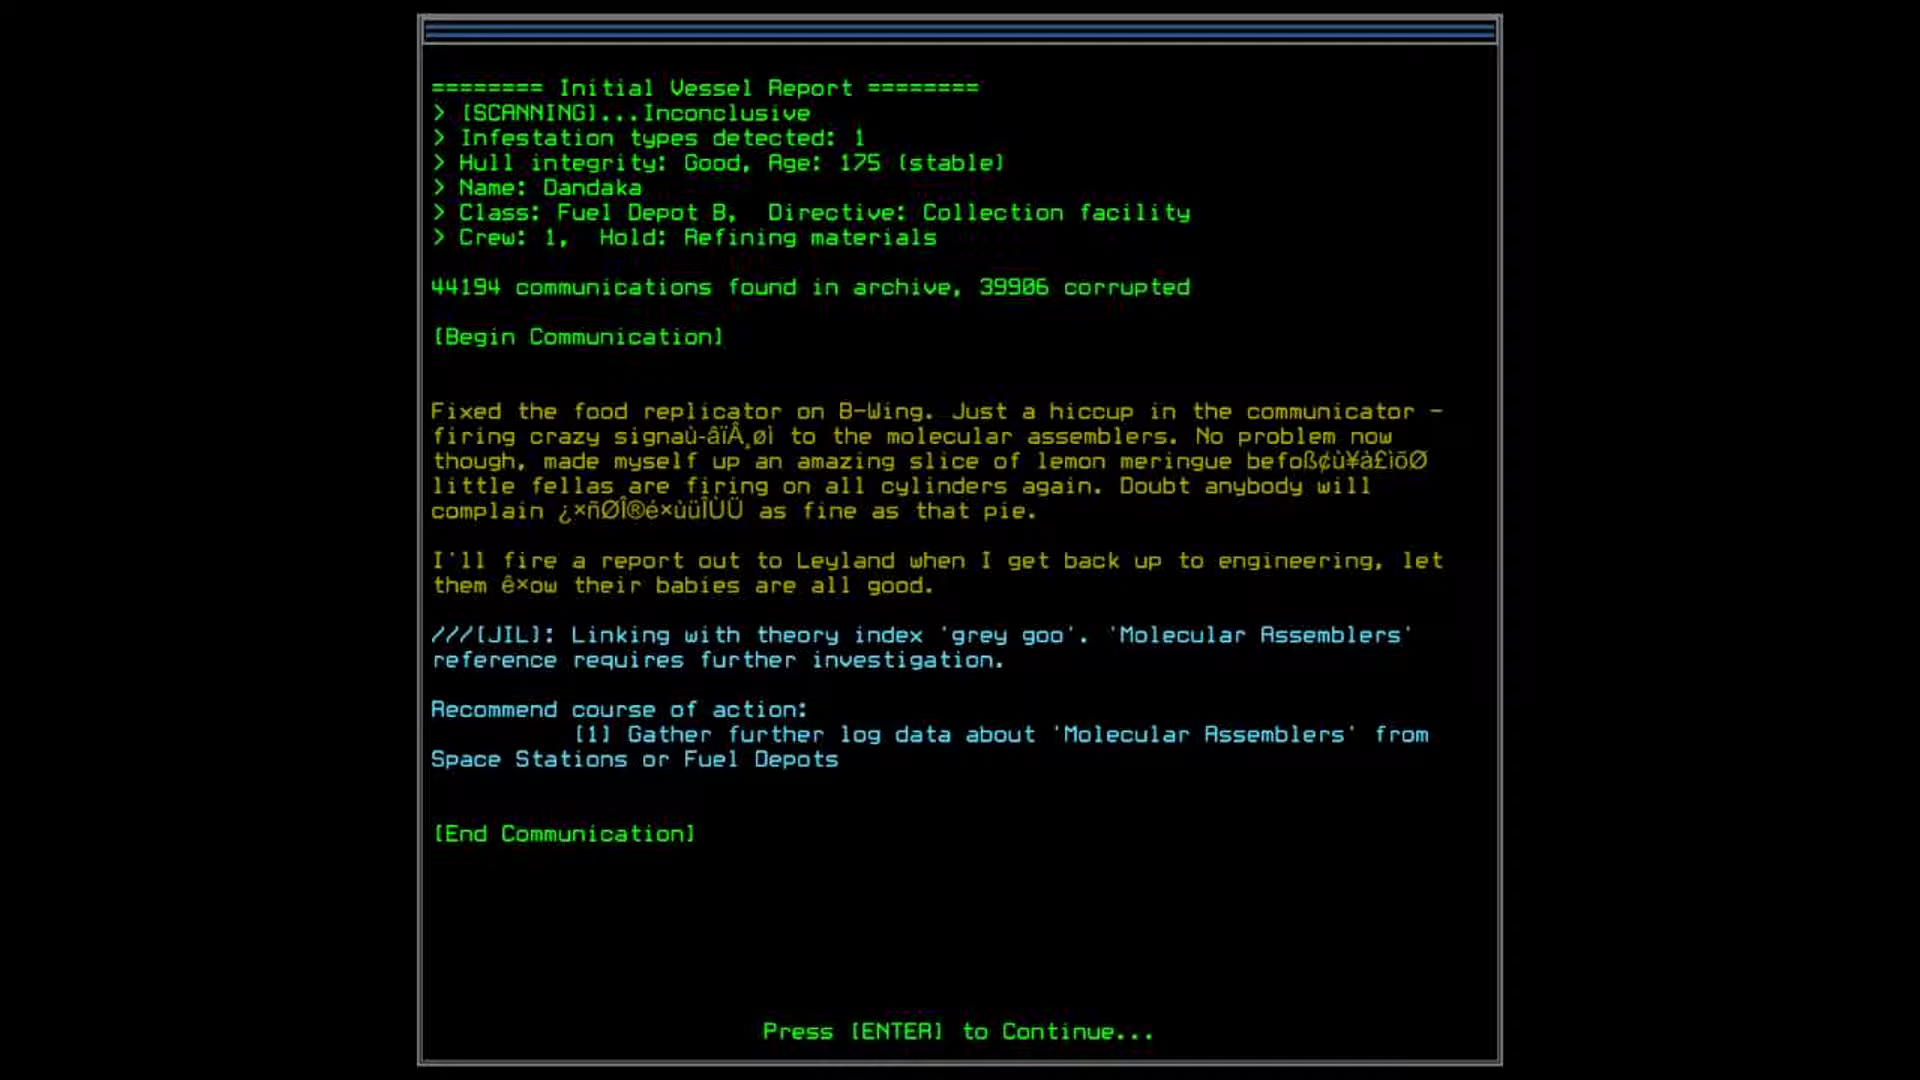 ======== Initial Vessel Report ========
> [SCANNING]...Inconclusive
> Infestation types detected: 1
> Hull integrity: Good, Age: 175 (stable)
> Name: Dandaka
> Class: Fuel Depot B,  Directive: Collection facility
> Crew: 1,  Hold: Refining materials
44194 communications found in archive, 39906 corrupted
[Begin Communication]
Fixed the food replicator on B-Wing. Just a hiccup in the communicator -
firing crazy signaù-âïÂ¸øÌ to the molecular assemblers. No problem now
though, made myself up an amazing slice of lemon meringue befoß¢ù¥à£ìõØ
little fellas are firing on all cylinders again. Doubt anybody will
complain ¿×ñØÎ®é×ùüÎÙÜ as fine as that pie.
I'll fire a report out to Leyland when I get back up to engineering, let
them ê×ow their babies are all good.
///[JIL]: Linking with theory index 'grey goo'. 'Molecular Assemblers'
reference requires further investigation.
Recommend course of action:
[1] Gather further log data about 'Molecular Assemblers' from
Space Stations or Fuel Depots
[End Communication]
Press [ENTER] to Continue...